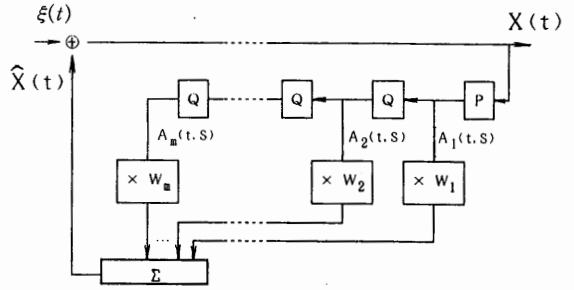 ξ(t)
X(t)
⊕
X̂(t)
Q Q Q P
A_m(t,S) A_2(t,S) A_1(t,S)
× W_m × W_2 × W_1
Σ